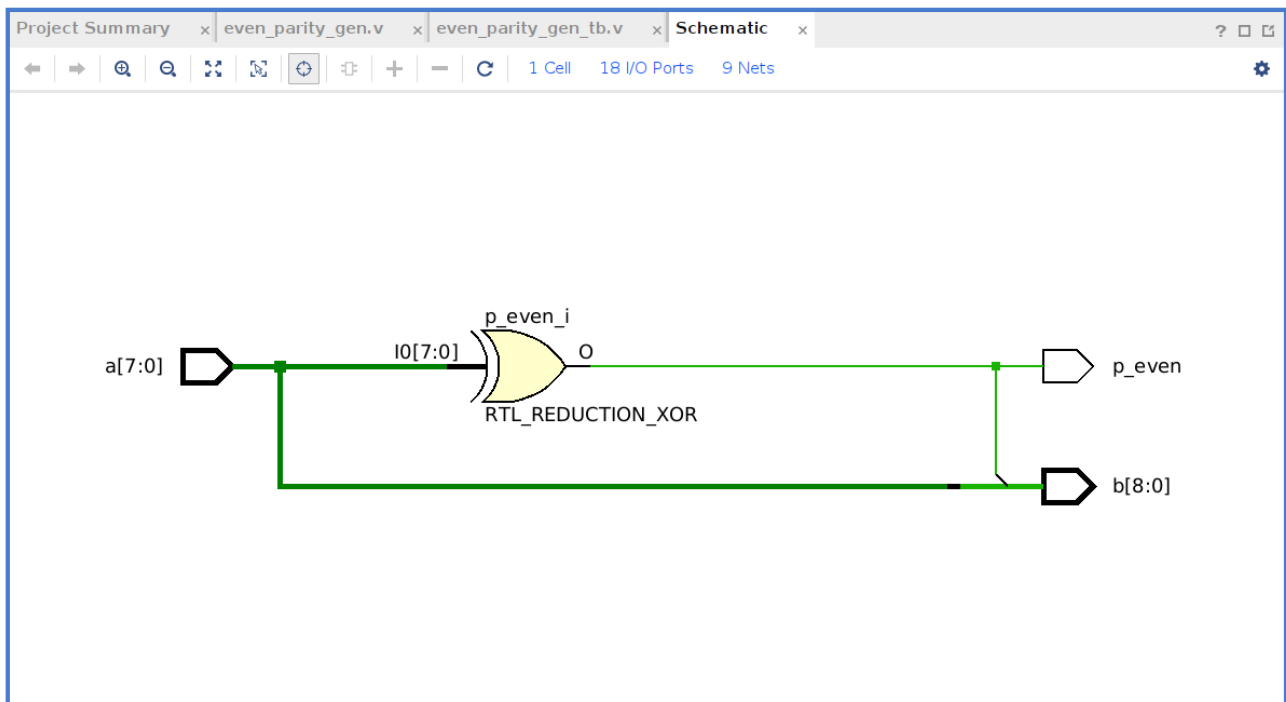 Project Summary × even_parity_gen.v × even_parity_gen_tb.v × Schematic × ?
1 Cell 18 I/O Ports 9 Nets
p_even_i
a[7:0] I0[7:0] O p_even
RTL_REDUCTION_XOR
b[8:0]